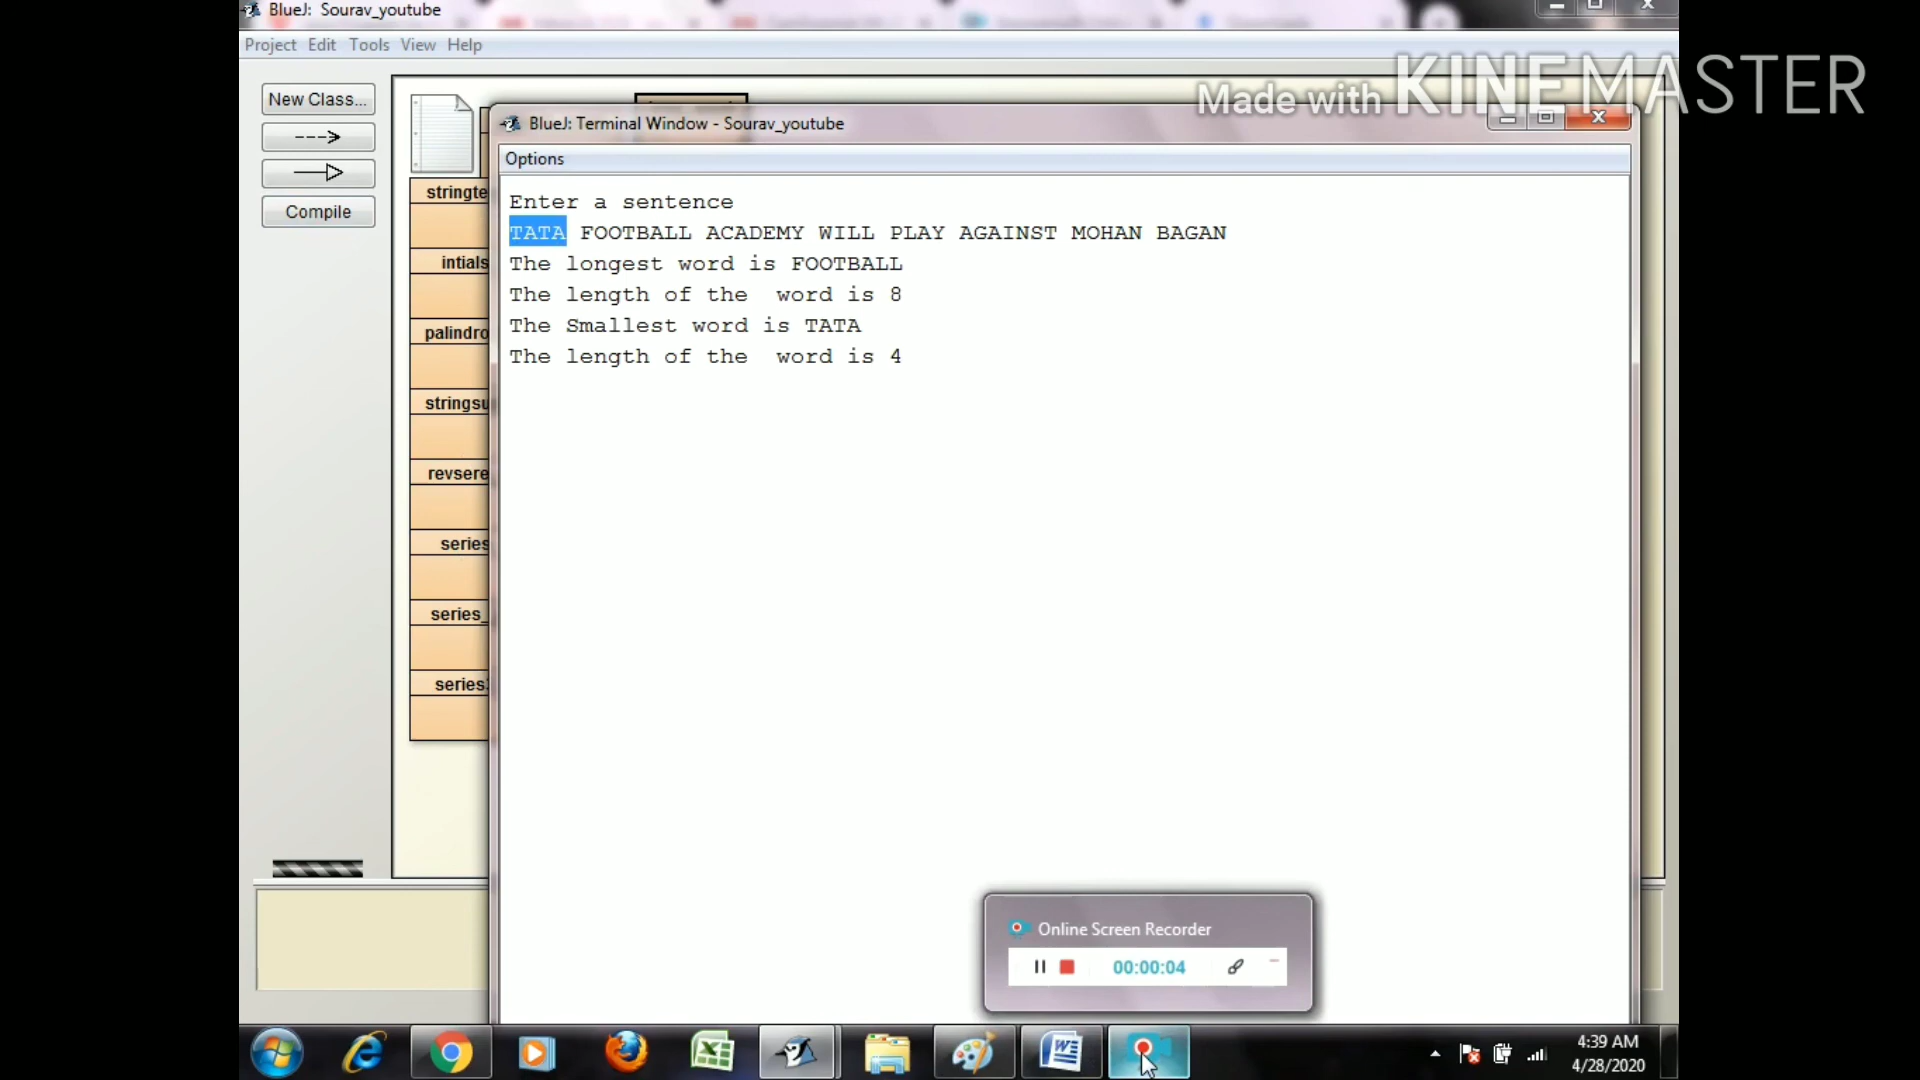 BlueJ: Sourav_youtube
Project Edit Tools View Help
Made with KINEMASTER
New Class...
Compile
BlueJ: Terminal Window - Sourav_youtube
Options
Enter a sentence
TATA FOOTBALL ACADEMY WILL PLAY AGAINST MOHAN BAGAN
The longest word is FOOTBALL
The length of the  word is 8
The Smallest word is TATA
The length of the  word is 4
stringte
intials
palindro
stringsu
revsere
series
series_
series
Online Screen Recorder
00:00:04
4:39 AM
4/28/2020